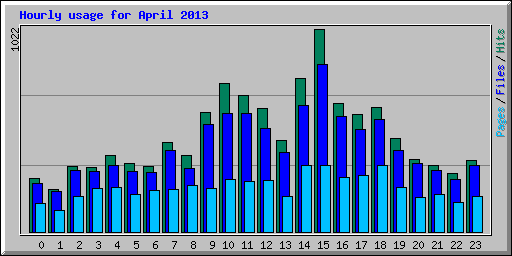 Hourly usage for April 2013
1022
Pages/Files/Hits
0 1 2 3 4 5 6 7 8 9 10 11 12 13 14 15 16 17 18 19 20 21 22 23